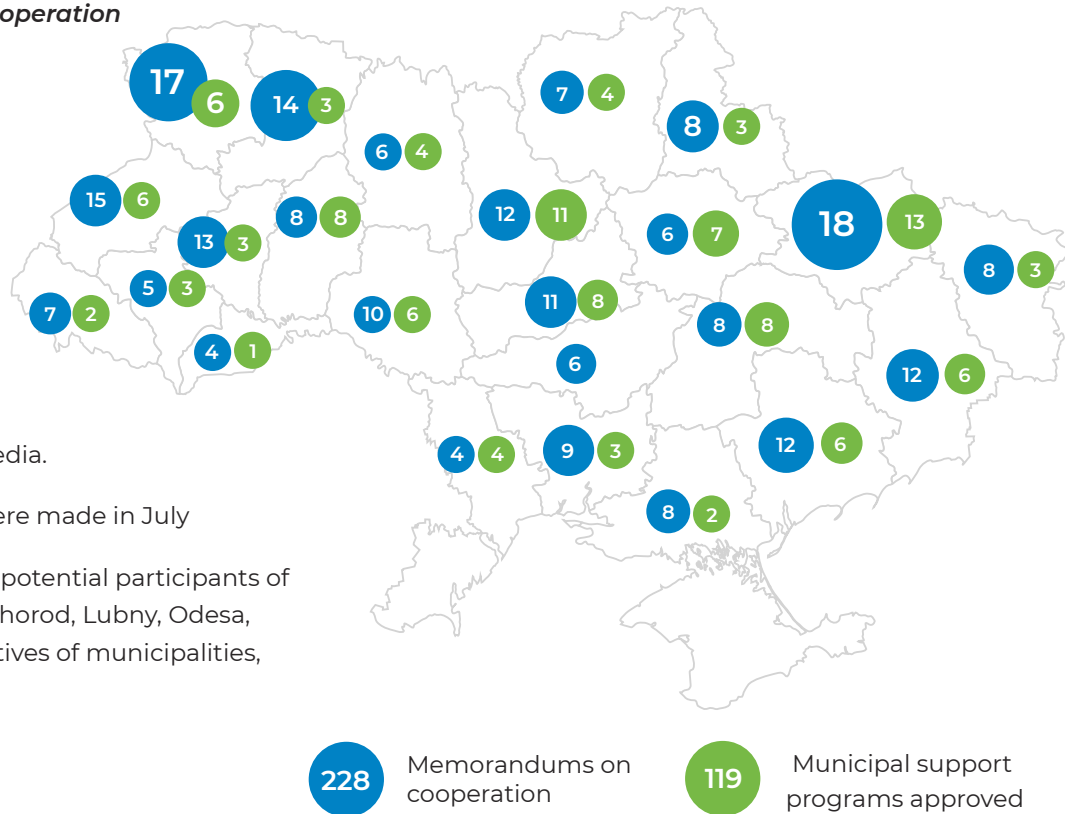 operation
17 6
14 3
7 4
8 3
6 4
15 6
8 8
12 11
18 13
13 3
6 7
8 3
5 3
7 2
10 6
11 8
8 8
4 1
6
12 6
4 4
9 3
12 6
8 2
edia.
ere made in July
potential participants of
horod, Lubny, Odesa,
tives of municipalities,
228 Memorandums on
cooperation
119 Municipal support
programs approved